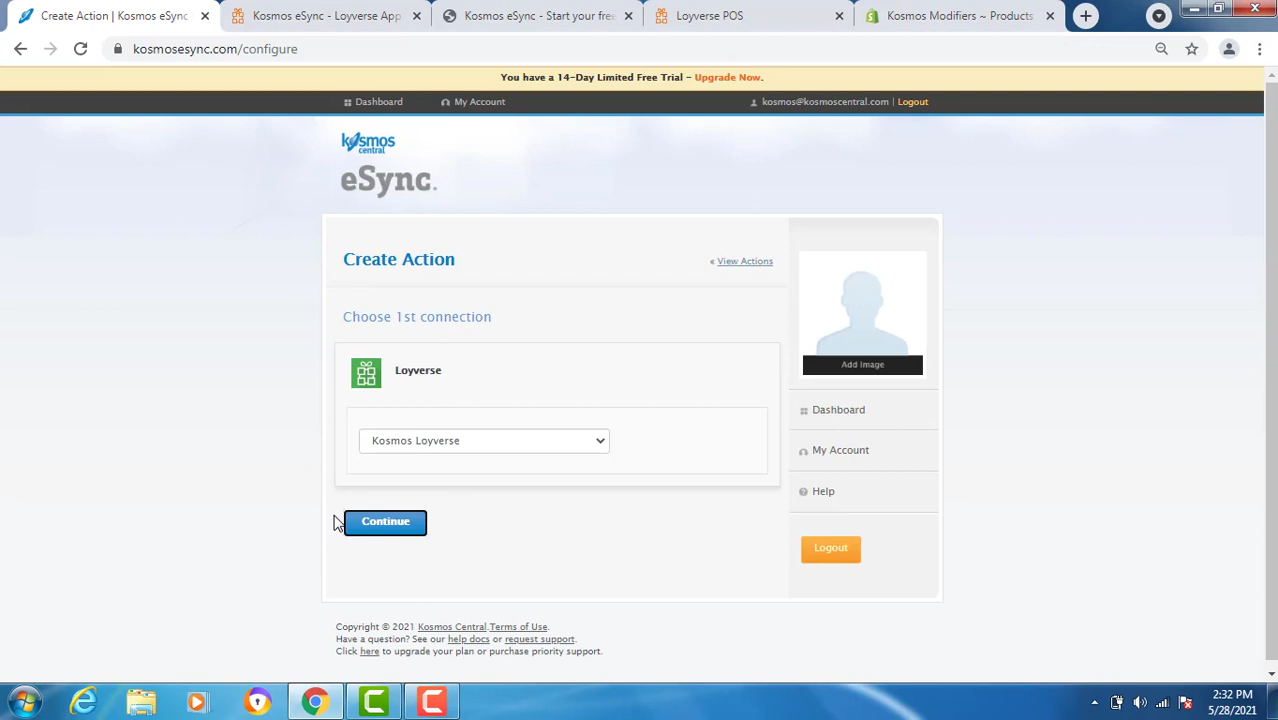 Create Action | Kosmos eSync
Kosmos eSync - Loyverse App
Kosmos eSync - Start your free
Loyverse POS
Kosmos Modifiers ~ Products
kosmosesync.com/configure
You have a 14-Day Limited Free Trial - Upgrade Now.
Dashboard My Account kosmos@kosmoscentral.com | Logout
kosmos
central
eSync.
Create Action
« View Actions
Choose 1st connection
Loyverse
Kosmos Loyverse
Continue
Add Image
Dashboard
My Account
Help
Logout
Copyright © 2021 Kosmos Central. Terms of Use.
Have a question? See our help docs or request support.
Click here to upgrade your plan or purchase priority support.
2:32 PM
5/28/2021